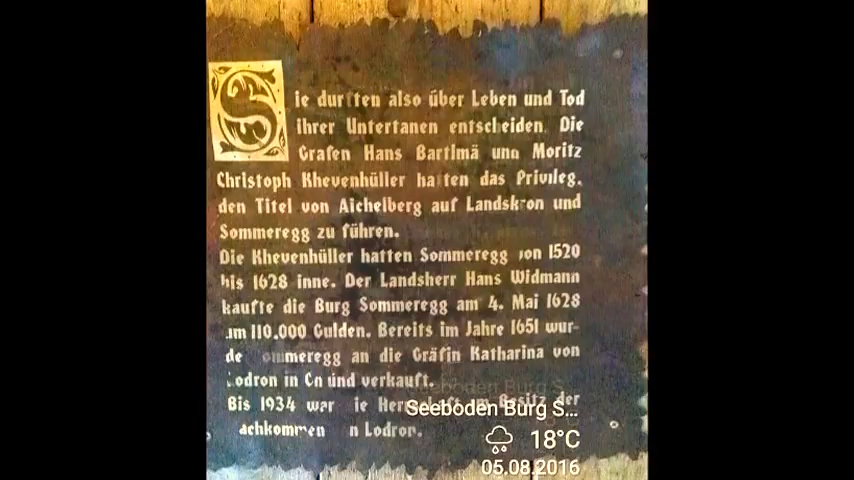 Sie durften also über Leben und Tod
ihrer Untertanen entscheiden. Die
Grafen Hans Bartlmä und Moritz
Christoph Khevenhüller hatten das Privileg,
den Titel von Aichelberg auf Landskron und
Sommeregg zu führen.
Die Khevenhüller hatten Sommeregg von 1520
bis 1628 inne. Der Landsherr Hans Widmann
kaufte die Burg Sommeregg am 4. Mai 1628
um 110.000 Gulden. Bereits im Jahre 1651 wur-
de Sommeregg an die Gräfin Katharina von
Lodron in Gmünd verkauft.
Bis 1934 war die Herrschaft im Besitz der
Nachkommen von Lodron.
Seeboden Burg S...
18°C
05.08.2016